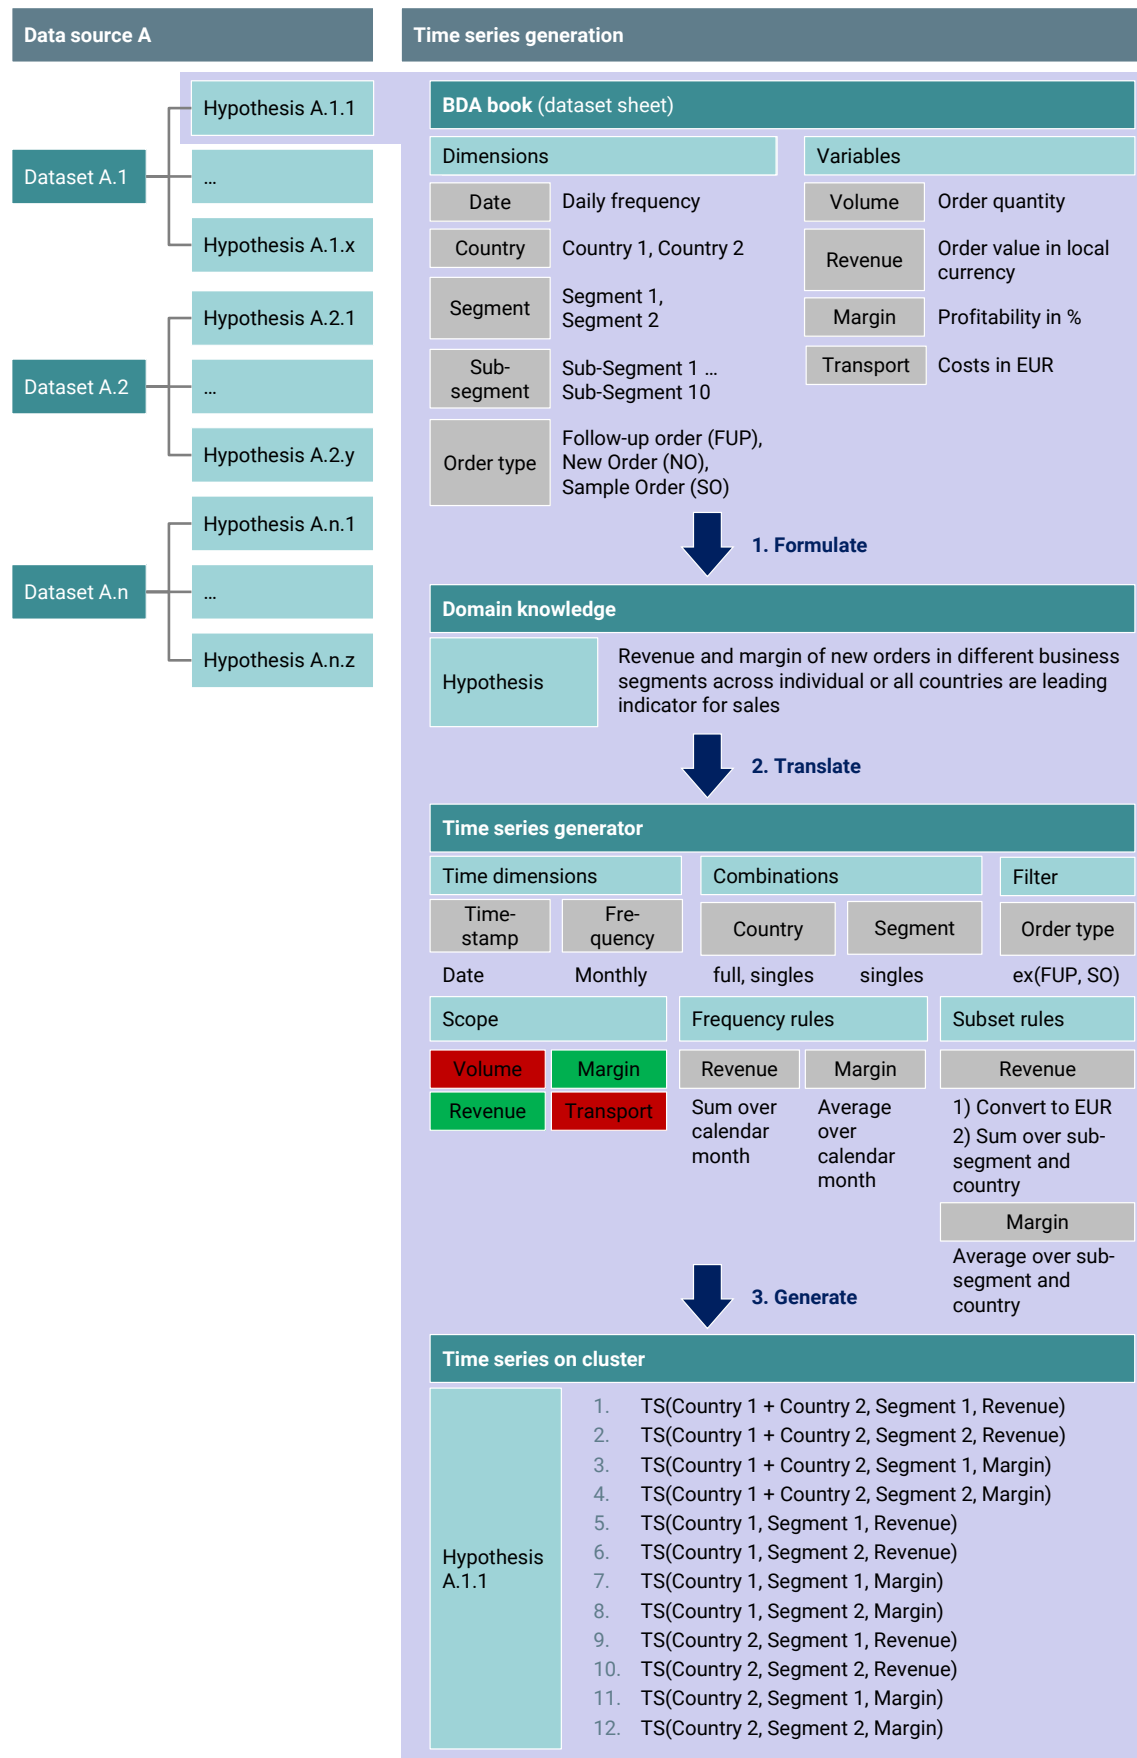 Data source A
Dataset A.1
Hypothesis A.1.1
...
Hypothesis A.1.x
Dataset A.2
Hypothesis A.2.1
...
Hypothesis A.2.y
Dataset A.n
Hypothesis A.n.1
...
Hypothesis A.n.z
Time series generation
BDA book (dataset sheet)
Dimensions
Date
Daily frequency
Country
Country 1, Country 2
Segment
Segment 1,
Segment 2
Sub-
segment
Sub-Segment 1 ...
Sub-Segment 10
Order type
Follow-up order (FUP),
New Order (NO),
Sample Order (SO)
Variables
Volume
Order quantity
Revenue
Order value in local
currency
Margin
Profitability in %
Transport
Costs in EUR
1. Formulate
Domain knowledge
Hypothesis
Revenue and margin of new orders in different business
segments across individual or all countries are leading
indicator for sales
2. Translate
Time series generator
Time dimensions
Time-
stamp
Date
Fre-
quency
Monthly
Combinations
Country
full, singles
Segment
singles
Filter
Order type
ex(FUP, SO)
Scope
Volume
Margin
Revenue
Transport
Frequency rules
Revenue
Sum over
calendar
month
Margin
Average
over
calendar
month
Subset rules
Revenue
1) Convert to EUR
2) Sum over sub-
segment and
country
Margin
Average over sub-
segment and
country
3. Generate
Time series on cluster
Hypothesis
A.1.1
1. TS(Country 1 + Country 2, Segment 1, Revenue)
2. TS(Country 1 + Country 2, Segment 2, Revenue)
3. TS(Country 1 + Country 2, Segment 1, Margin)
4. TS(Country 1 + Country 2, Segment 2, Margin)
5. TS(Country 1, Segment 1, Revenue)
6. TS(Country 1, Segment 2, Revenue)
7. TS(Country 1, Segment 1, Margin)
8. TS(Country 1, Segment 2, Margin)
9. TS(Country 2, Segment 1, Revenue)
10. TS(Country 2, Segment 2, Revenue)
11. TS(Country 2, Segment 1, Margin)
12. TS(Country 2, Segment 2, Margin)